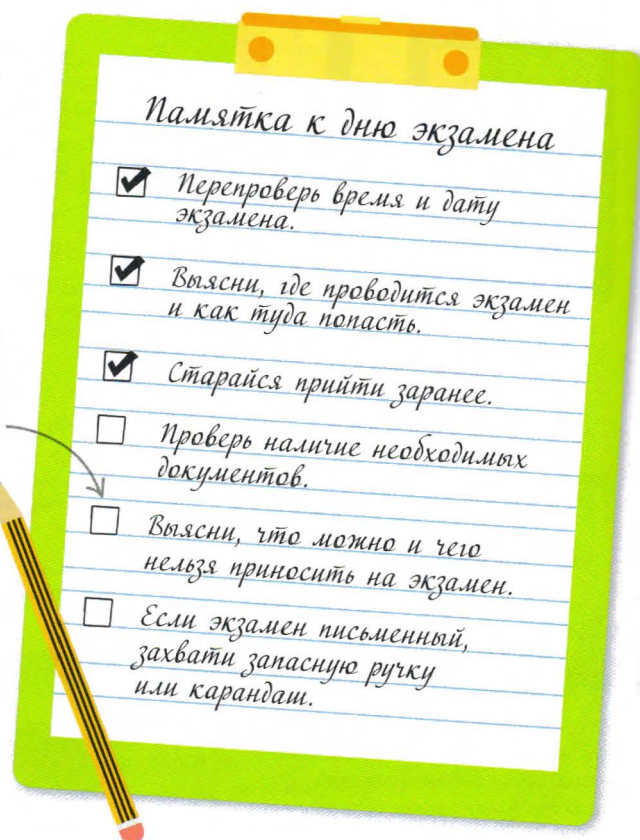 Памятка к дню экзамена
Перепроверь время и дату
экзамена.
Выясни, где проводится экзамен
и как туда попасть.
Старайся прийти заранее.
Проверь наличие необходимых
документов.
Выясни, что можно и чего
нельзя приносить на экзамен.
Если экзамен письменный,
захвати запасную ручку
или карандаш.